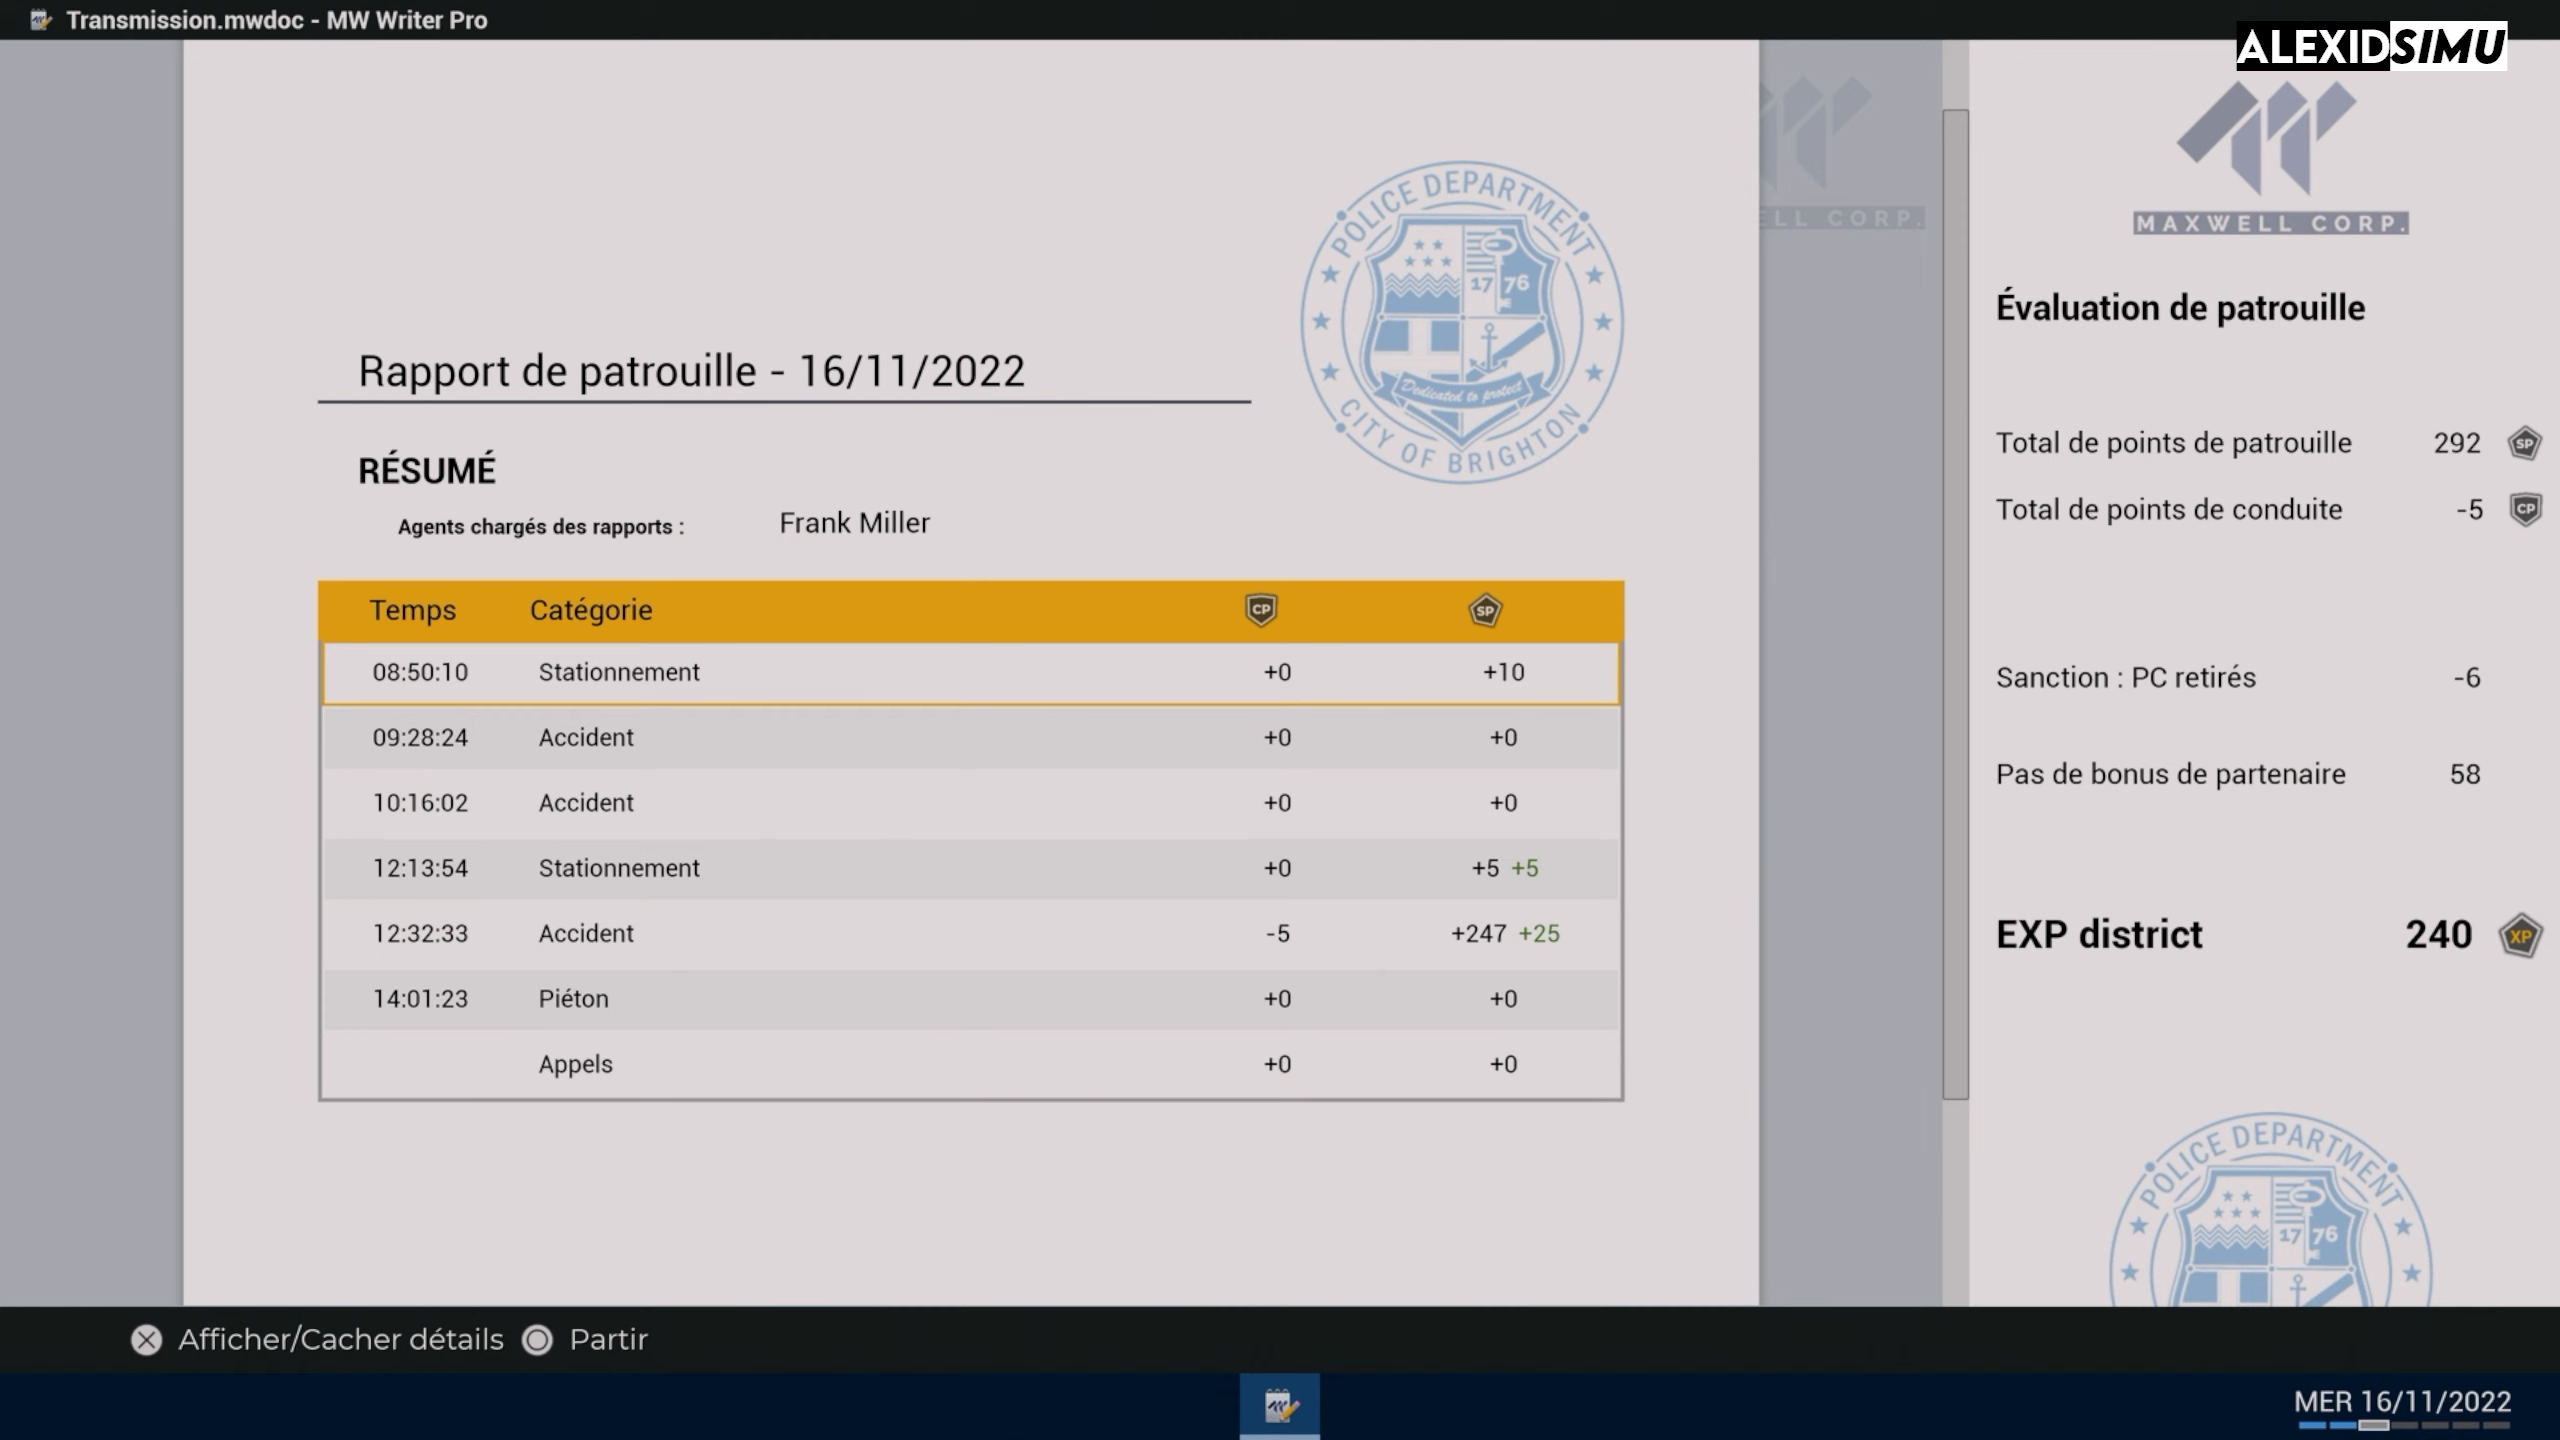 Transmission.mwdoc - MW Writer Pro
ALEXIDSIMU
POLICE DEPARTMENT
1776
Dedicated to protect
CITY OF BRIGHTON
ELL CORP.
MAXWELL CORP.
Rapport de patrouille - 16/11/2022
RÉSUMÉ
Agents chargés des rapports : Frank Miller
Temps Catégorie CP SP
08:50:10 Stationnement +0 +10
09:28:24 Accident +0 +0
10:16:02 Accident +0 +0
12:13:54 Stationnement +0 +5 +5
12:32:33 Accident -5 +247 +25
14:01:23 Piéton +0 +0
Appels +0 +0
Évaluation de patrouille
Total de points de patrouille 292 SP
Total de points de conduite -5 CP
Sanction : PC retirés -6
Pas de bonus de partenaire 58
EXP district 240 XP
POLICE DEPARTMENT
1776
Afficher/Cacher détails Partir
MER 16/11/2022